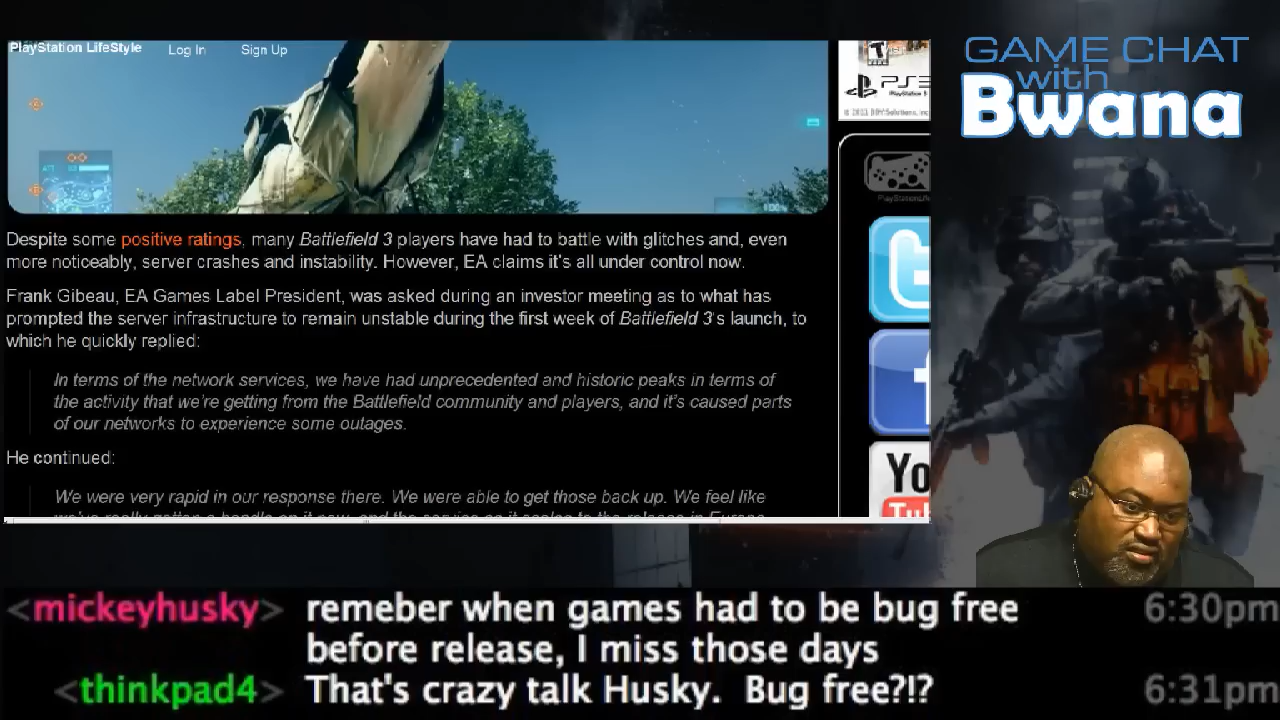 PlayStation LifeStyle Log In Sign Up
GAME CHAT
with
Bwana
PS3
PlayStation
Despite some positive ratings, many Battlefield 3 players have had to battle with glitches and, even
more noticeably, server crashes and instability. However, EA claims it's all under control now.
Frank Gibeau, EA Games Label President, was asked during an investor meeting as to what has
prompted the server infrastructure to remain unstable during the first week of Battlefield 3's launch, to
which he quickly replied:
In terms of the network services, we have had unprecedented and historic peaks in terms of
the activity that we're getting from the Battlefield community and players, and it's caused parts
of our networks to experience some outages.
He continued:
We were very rapid in our response there. We were able to get those back up. We feel like
Yo
Tu
<mickeyhusky> remeber when games had to be bug free 6:30pm
before release, I miss those days
<thinkpad4> That's crazy talk Husky. Bug free?!? 6:31pm